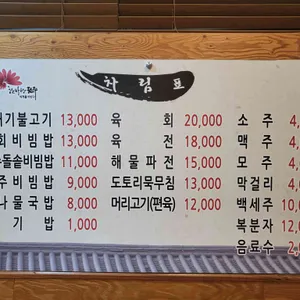 차림표
기불고기 13,000
회비빔밥 13,000
돌솥비빔밥 11,000
주비빔밥 9,000
나물국밥 8,000
기밥 1,000
육회 20,000
육전 18,000
해물파전 15,000
도토리묵무침 13,000
머리고기(편육) 12,000
소주 4,
맥주 4,
모주
막걸리
백세주 10,0
복분자 12,0
음료수 2,